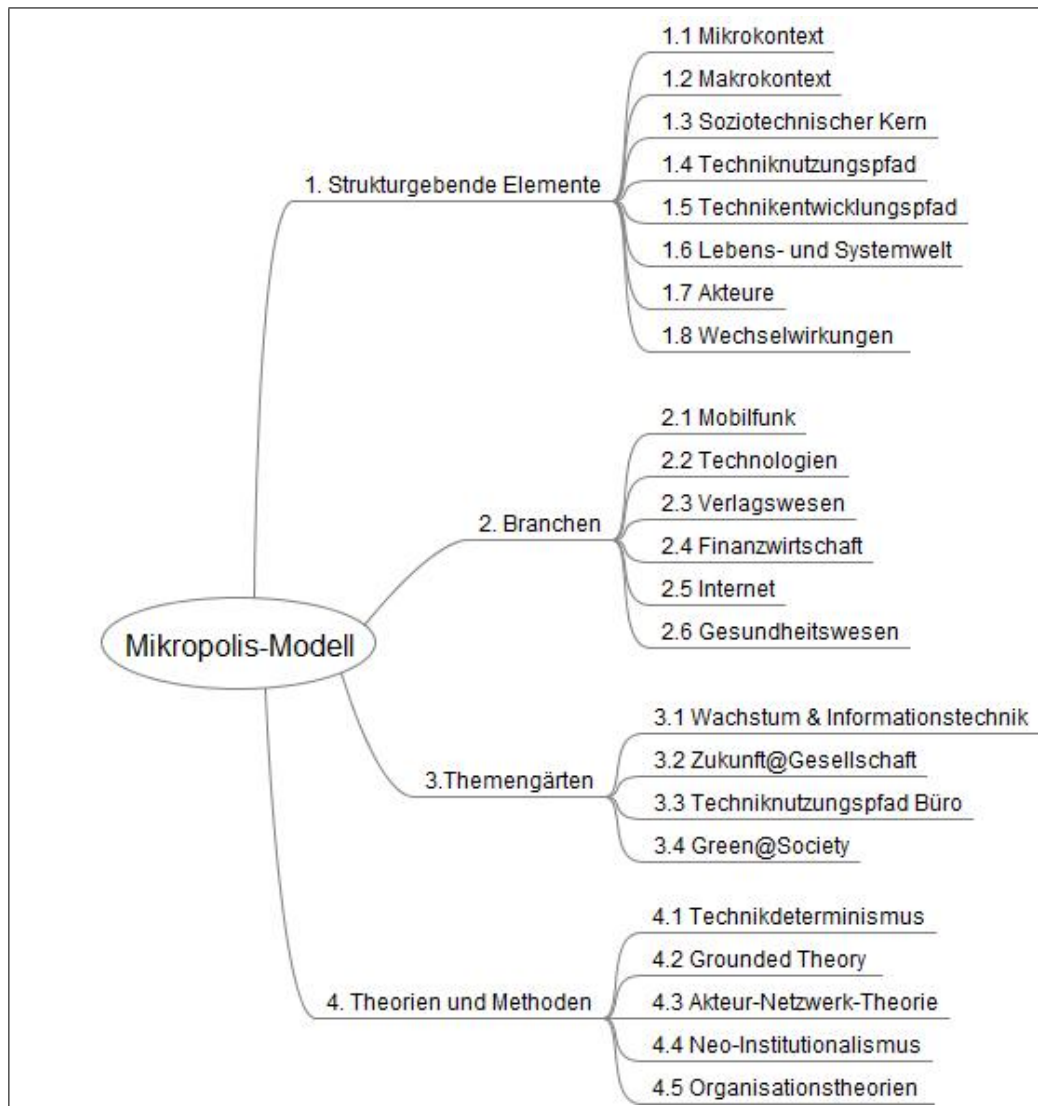 Mikropolis-Modell
1. Strukturgebende Elemente
1.1 Mikrokontext
1.2 Makrokontext
1.3 Soziotechnischer Kern
1.4 Techniknutzungspfad
1.5 Technikentwicklungspfad
1.6 Lebens- und Systemwelt
1.7 Akteure
1.8 Wechselwirkungen
2. Branchen
2.1 Mobilfunk
2.2 Technologien
2.3 Verlagswesen
2.4 Finanzwirtschaft
2.5 Internet
2.6 Gesundheitswesen
3.Themengärten
3.1 Wachstum & Informationstechnik
3.2 Zukunft@Gesellschaft
3.3 Techniknutzungspfad Büro
3.4 Green@Society
4. Theorien und Methoden
4.1 Technikdeterminismus
4.2 Grounded Theory
4.3 Akteur-Netzwerk-Theorie
4.4 Neo-Institutionalismus
4.5 Organisationstheorien